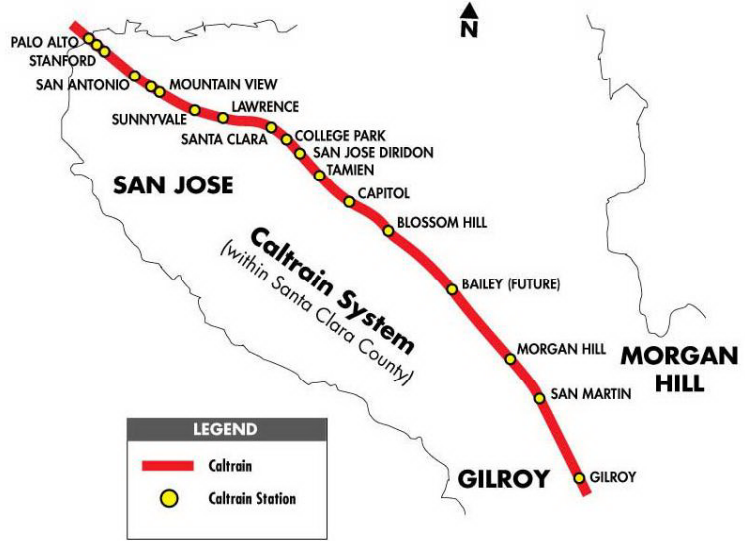 N
PALO ALTO
STANFORD
SAN ANTONIO
MOUNTAIN VIEW
SUNNYVALE
LAWRENCE
SANTA CLARA
COLLEGE PARK
SAN JOSE DIRIDON
TAMIEN
SAN JOSE
CAPITOL
BLOSSOM HILL
Caltrain System
(within Santa Clara County)
BAILEY (FUTURE)
MORGAN HILL
MORGAN
HILL
SAN MARTIN
GILROY
GILROY
LEGEND
Caltrain
Caltrain Station